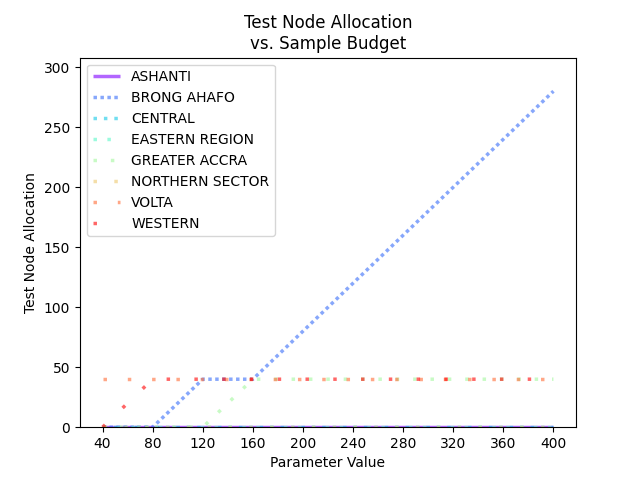 Test Node Allocation
vs. Sample Budget
300
250
200
150
100
50
0
Test Node Allocation
ASHANTI
BRONG AHAFO
CENTRAL
EASTERN REGION
GREATER ACCRA
NORTHERN SECTOR
VOLTA
WESTERN
40 80 120 160 200 240 280 320 360 400
Parameter Value